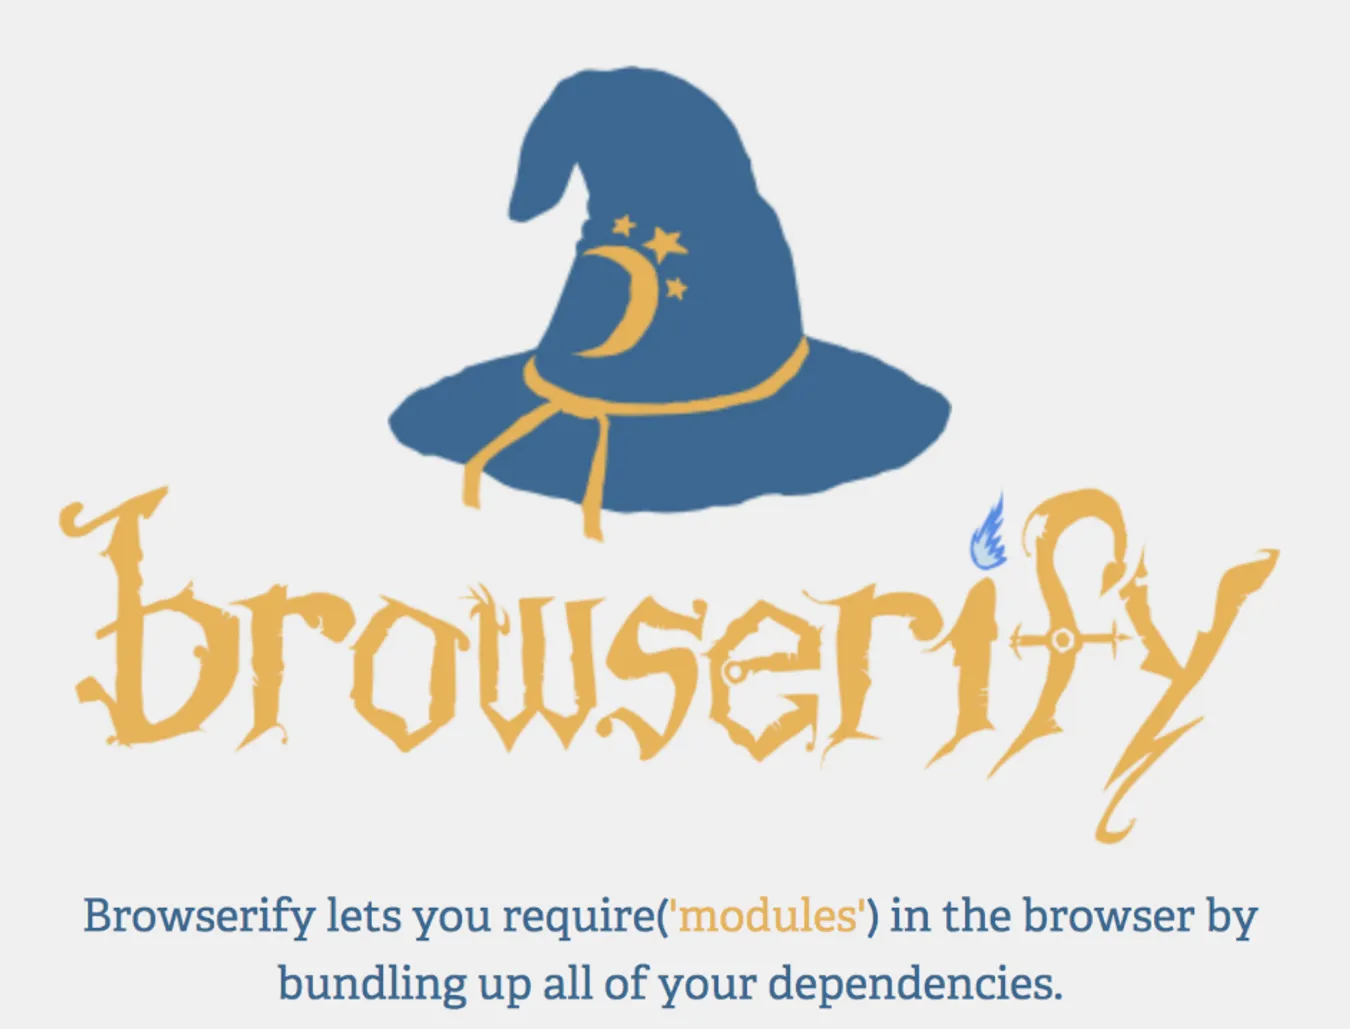 browserify
Browserify lets you require('modules') in the browser by
bundling up all of your dependencies.